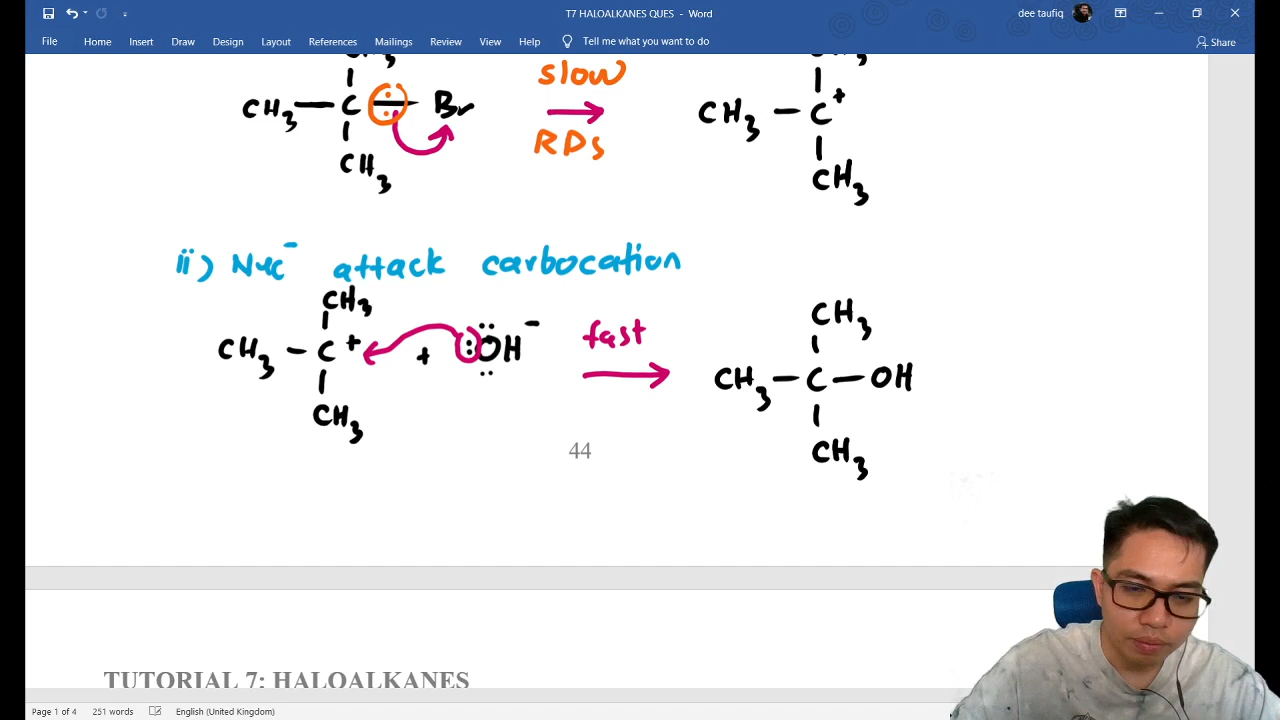 T7 HALOALKANES QUES - Word
dee taufiq
File Home Insert Draw Design Layout References Mailings Review View Help Tell me what you want to do Share
slow
CH3 C Br
CH3 C+
RDs
CH3
CH3
ii) Nuc- attack carbocation
CH3
CH3
CH3 C+ + :OH-
fast
CH3 - C - OH
CH3
CH3
44
TUTORIAL 7: HALOALKANES
Page 1 of 4 251 words English (United Kingdom)